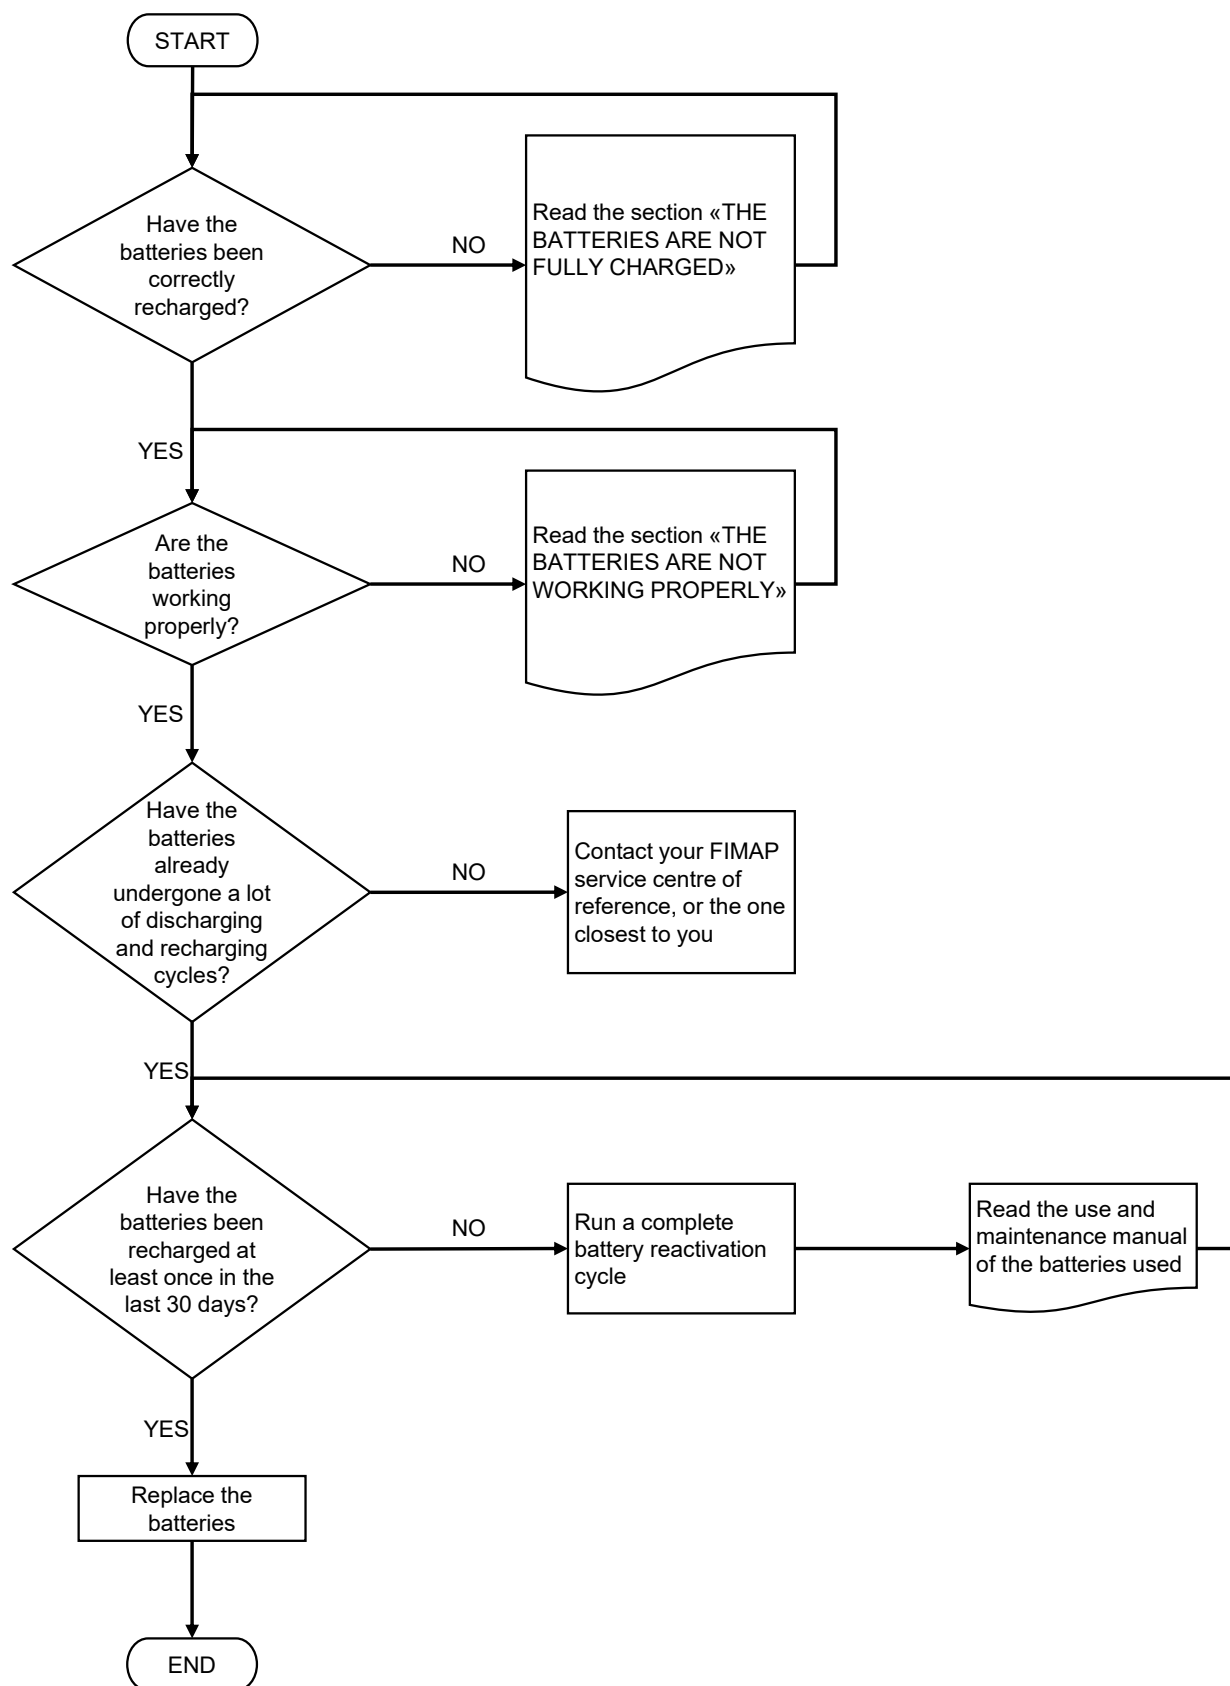 START
Have the
batteries been
correctly
recharged?
NO
Read the section «THE
BATTERIES ARE NOT
FULLY CHARGED»
YES
Are the
batteries
working
properly?
NO
Read the section «THE
BATTERIES ARE NOT
WORKING PROPERLY»
YES
Have the
batteries
already
undergone a lot
of discharging
and recharging
cycles?
NO
Contact your FIMAP
service centre of
reference, or the one
closest to you
YES
Have the
batteries been
recharged at
least once in the
last 30 days?
NO
Run a complete
battery reactivation
cycle
Read the use and
maintenance manual
of the batteries used
YES
Replace the
batteries
END